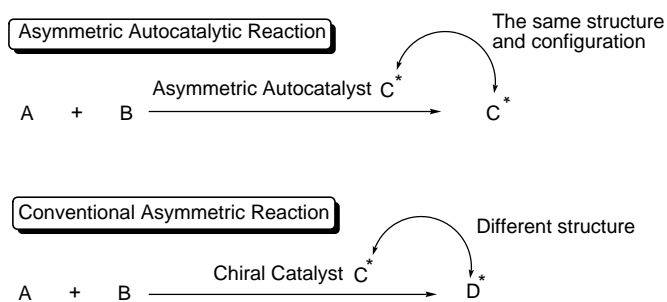 Asymmetric Autocatalytic Reaction
The same structure
and configuration
Asymmetric Autocatalyst C*
A + B C*
Conventional Asymmetric Reaction
Different structure
Chiral Catalyst C*
A + B D*